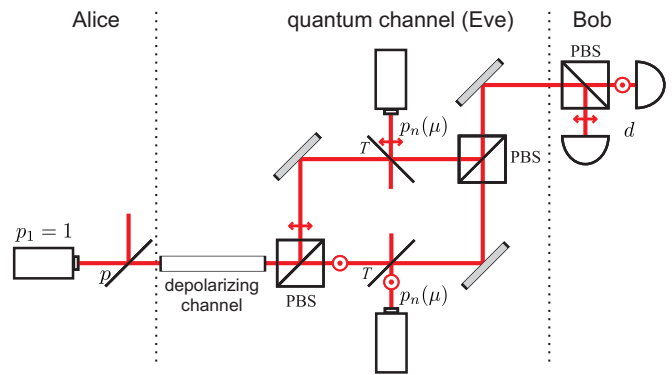 Alice
quantum channel (Eve)
Bob
PBS
d
p_n(μ)
T
PBS
p_1 = 1
p
depolarizing
channel
PBS
T
p_n(μ)